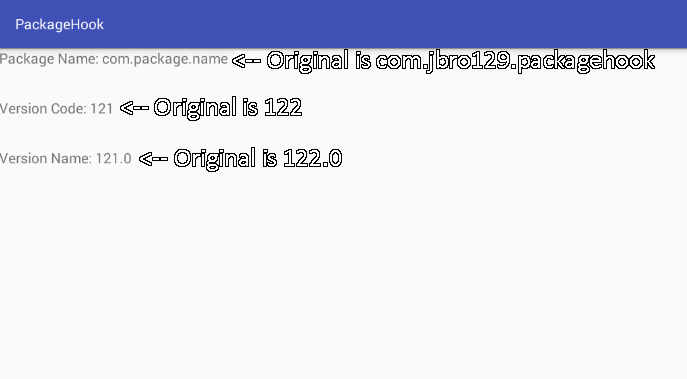 PackageHook
Package Name: com.package.name <-- Original is com.jbro129.packagehook
Version Code: 121 <-- Original is 122
Version Name: 121.0 <-- Original is 122.0